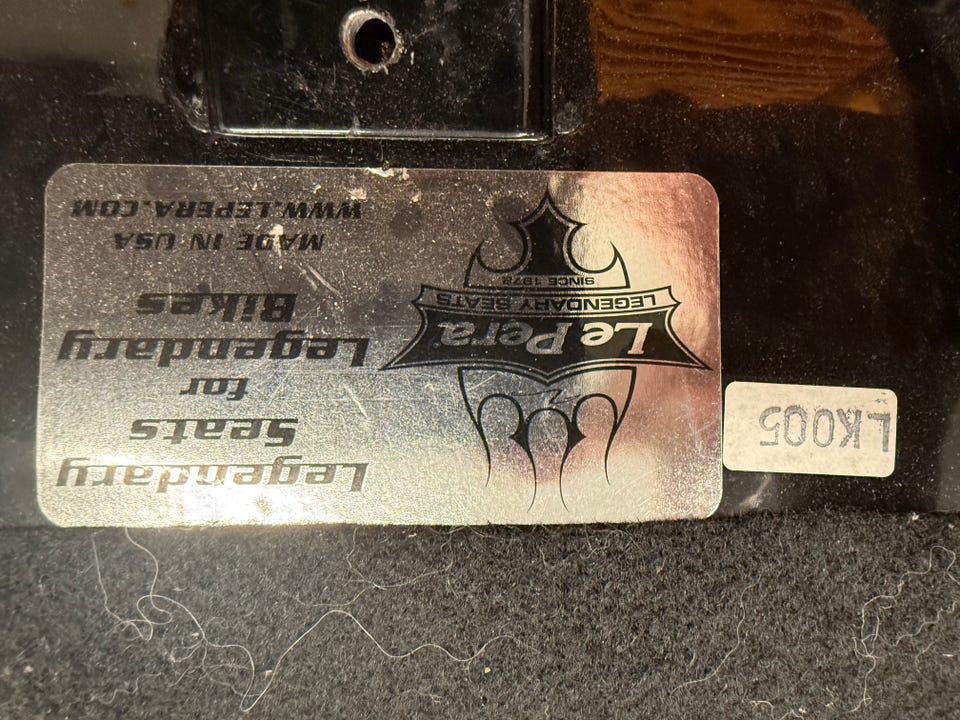 LK005
Le Pera
LEGENDARY SEATS
SINCE 1972
Legendary
Seats
for
Legendary
Bikes
MADE IN USA
WWW.LEPERA.COM